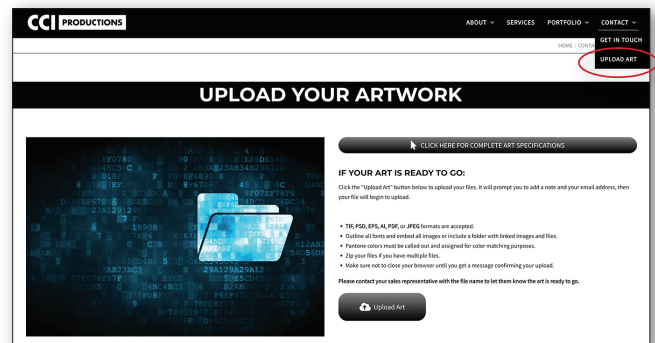 CCI PRODUCTIONS
ABOUT SERVICES PORTFOLIO CONTACT
GET IN TOUCH
HOME / CONTA
UPLOAD ART
UPLOAD YOUR ARTWORK
CLICK HERE FOR COMPLETE ART SPECIFICATIONS
IF YOUR ART IS READY TO GO:
Click the "Upload Art" button below to upload your files. It will prompt you to add a note and your email address, then
your file will begin to upload.
• TIF, PSD, EPS, AI, PDF, or JPEG formats are accepted.
• Outline all fonts and embed all images or include a folder with linked images and files.
• Pantone colors must be called out and assigned for color matching purposes.
• Zip your files if you have multiple files.
• Make sure not to close your browser until you get a message confirming your upload.
Please contact your sales representative with the file name to let them know the art is ready to go.
Upload Art